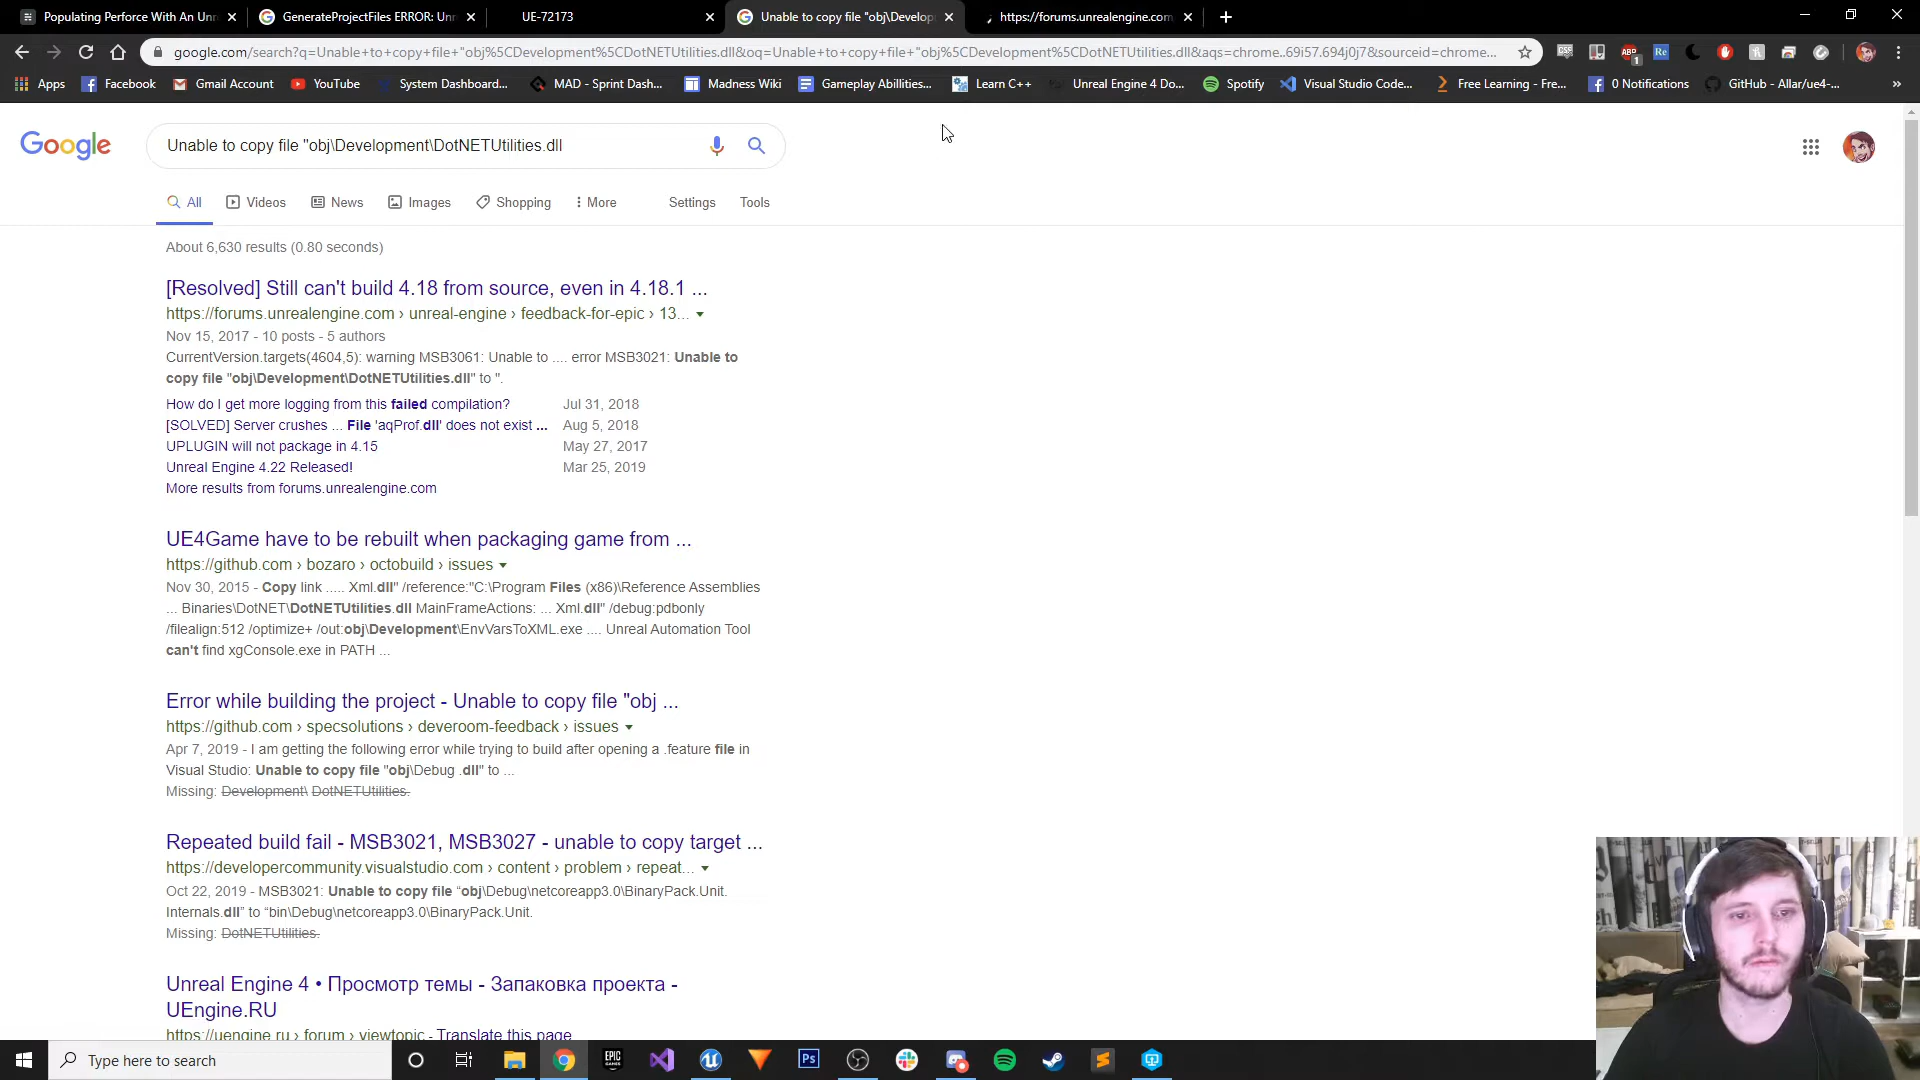 Populating Perforce With An Unr
GenerateProjectFiles ERROR: Unr
UE-72173
Unable to copy file "obj\Develop
https://forums.unrealengine.com
google.com/search?q=Unable+to+copy+file+"obj%5CDevelopment%5CDotNETUtilities.dll&oq=Unable+to+copy+file+"obj%5CDevelopment%5CDotNETUtilities.dll&aqs=chrome..69i57.694j0j7&sourceid=chrome...
Apps
Facebook
Gmail Account
YouTube
System Dashboard...
MAD - Sprint Dash...
Madness Wiki
Gameplay Abillities...
Learn C++
Unreal Engine 4 Do...
Spotify
Visual Studio Code...
Free Learning - Fre...
0 Notifications
GitHub - Allar/ue4-...
»
Google
Unable to copy file "obj\Development\DotNETUtilities.dll
All
Videos
News
Images
Shopping
More
Settings
Tools
About 6,630 results (0.80 seconds)
[Resolved] Still can't build 4.18 from source, even in 4.18.1 ...
https://forums.unrealengine.com › unreal-engine › feedback-for-epic › 13...
Nov 15, 2017 - 10 posts - 5 authors
CurrentVersion.targets(4604,5): warning MSB3061: Unable to .... error MSB3021: Unable to
copy file "obj\Development\DotNETUtilities.dll" to ".
How do I get more logging from this failed compilation? Jul 31, 2018
[SOLVED] Server crushes ... File 'aqProf.dll' does not exist ... Aug 5, 2018
UPLUGIN will not package in 4.15 May 27, 2017
Unreal Engine 4.22 Released! Mar 25, 2019
More results from forums.unrealengine.com
UE4Game have to be rebuilt when packaging game from ...
https://github.com › bozaro › octobuild › issues
Nov 30, 2015 - Copy link ..... Xml.dll" /reference:"C:\Program Files (x86)\Reference Assemblies
... Binaries\DotNET\DotNETUtilities.dll MainFrameActions: ... Xml.dll" /debug:pdbonly
/filealign:512 /optimize+ /out:obj\Development\EnvVarsToXML.exe .... Unreal Automation Tool
can't find xgConsole.exe in PATH ...
Error while building the project - Unable to copy file "obj ...
https://github.com › specsolutions › deveroom-feedback › issues
Apr 7, 2019 - I am getting the following error while trying to build after opening a .feature file in
Visual Studio: Unable to copy file "obj\Debug .dll" to ...
Missing: Development\ DotNETUtilities.
Repeated build fail - MSB3021, MSB3027 - unable to copy target ...
https://developercommunity.visualstudio.com › content › problem › repeat...
Oct 22, 2019 - MSB3021: Unable to copy file “obj\Debug\netcoreapp3.0\BinaryPack.Unit.
Internals.dll” to “bin\Debug\netcoreapp3.0\BinaryPack.Unit.
Missing: DotNETUtilities.
Unreal Engine 4 • Просмотр темы - Запаковка проекта -
UEngine.RU
https://uengine.ru › forum › viewtopic - Translate this page
Type here to search